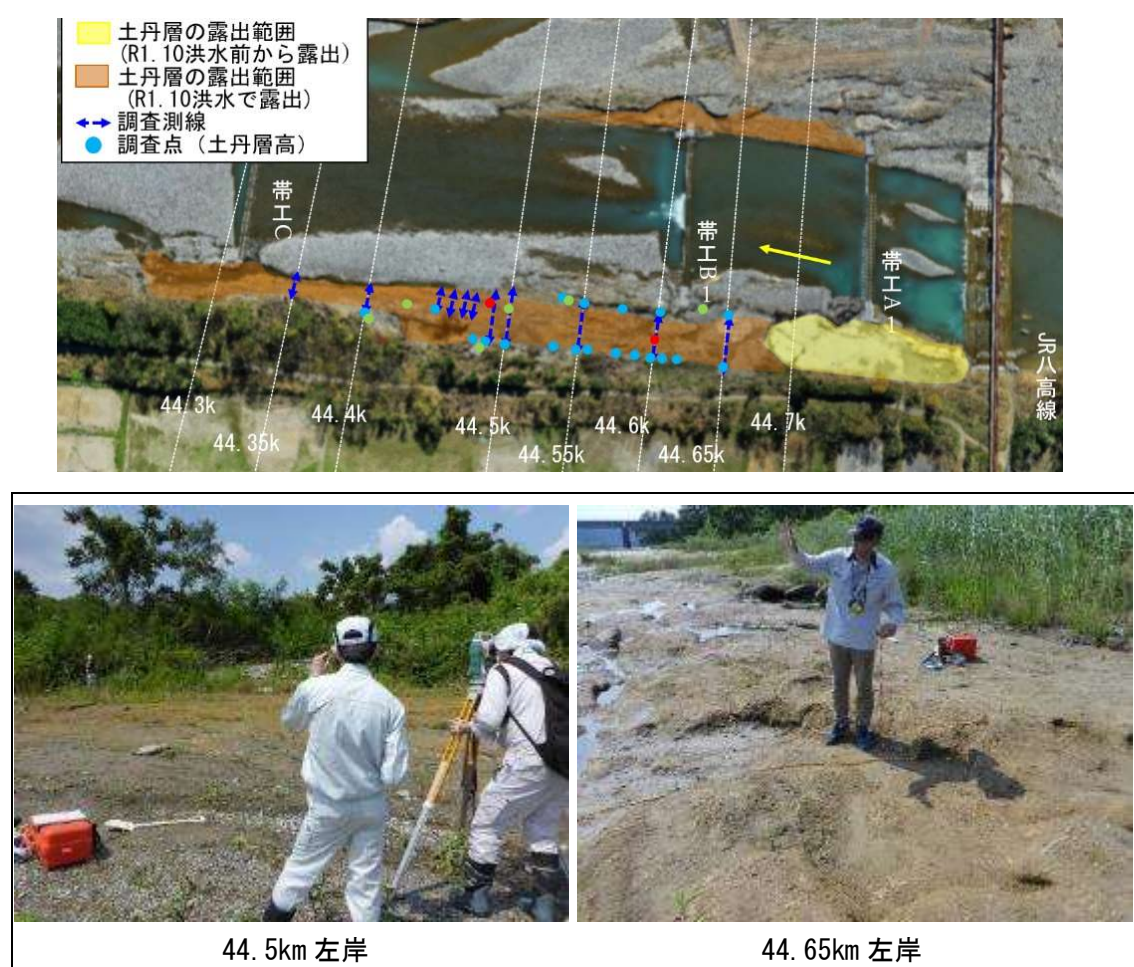 土丹層の露出範囲
(R1.10洪水前から露出)
土丹層の露出範囲
(R1.10洪水で露出)
調査測線
調査点（土丹層高）
帯工C
帯工B1
帯工A1
JR八高線
44.3k
44.35k
44.4k
44.5k
44.55k
44.6k
44.65k
44.7k
44.5km 左岸
44.65km 左岸